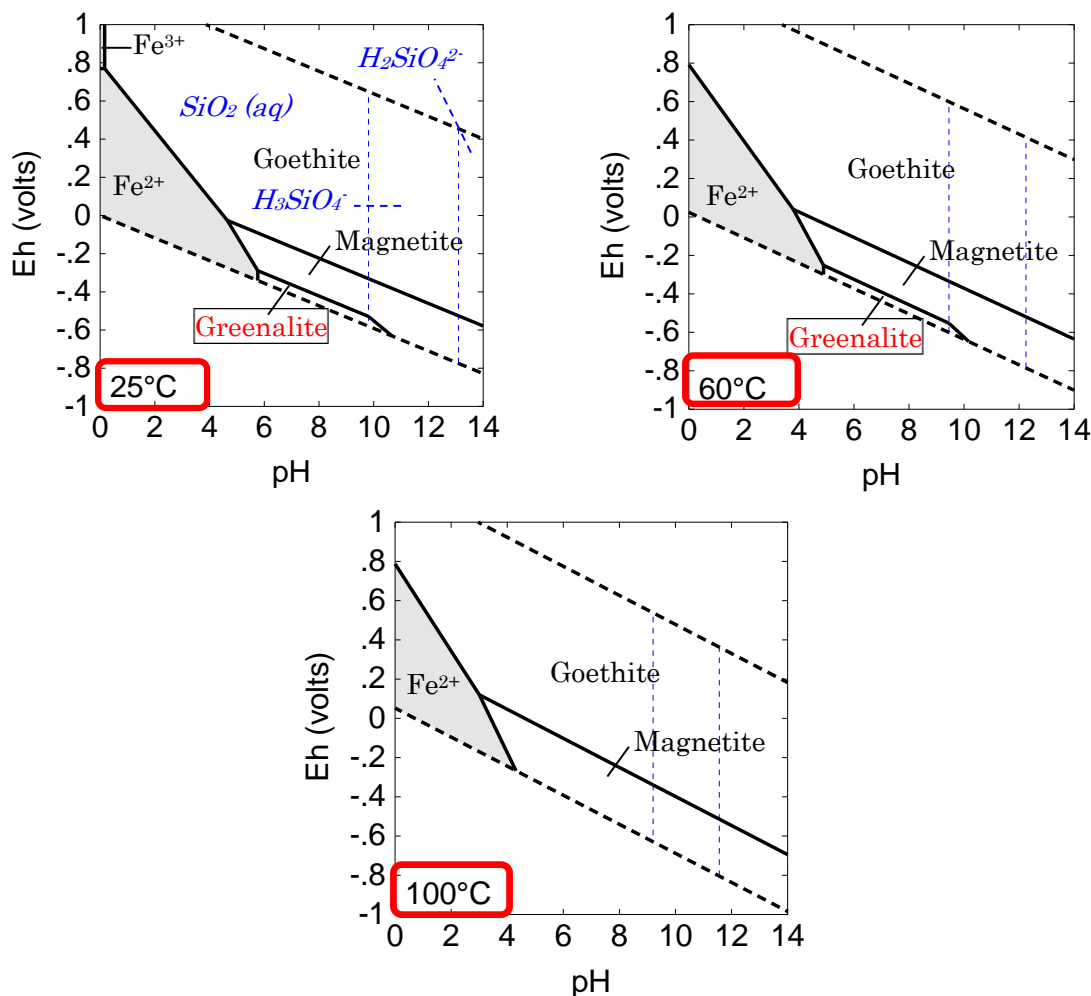 1
.8
.6
.4
.2
0
-.2
-.4
-.6
-.8
-1
Eh (volts)
Fe³⁺
H₂SiO₄²⁻
SiO₂ (aq)
Goethite
Fe²⁺
H₃SiO₄⁻
Magnetite
Greenalite
25°C
0 2 4 6 8 10 12 14
pH
1
.8
.6
.4
.2
0
-.2
-.4
-.6
-.8
-1
Eh (volts)
Goethite
Fe²⁺
Magnetite
Greenalite
60°C
0 2 4 6 8 10 12 14
pH
1
.8
.6
.4
.2
0
-.2
-.4
-.6
-.8
-1
Eh (volts)
Goethite
Fe²⁺
Magnetite
100°C
0 2 4 6 8 10 12 14
pH